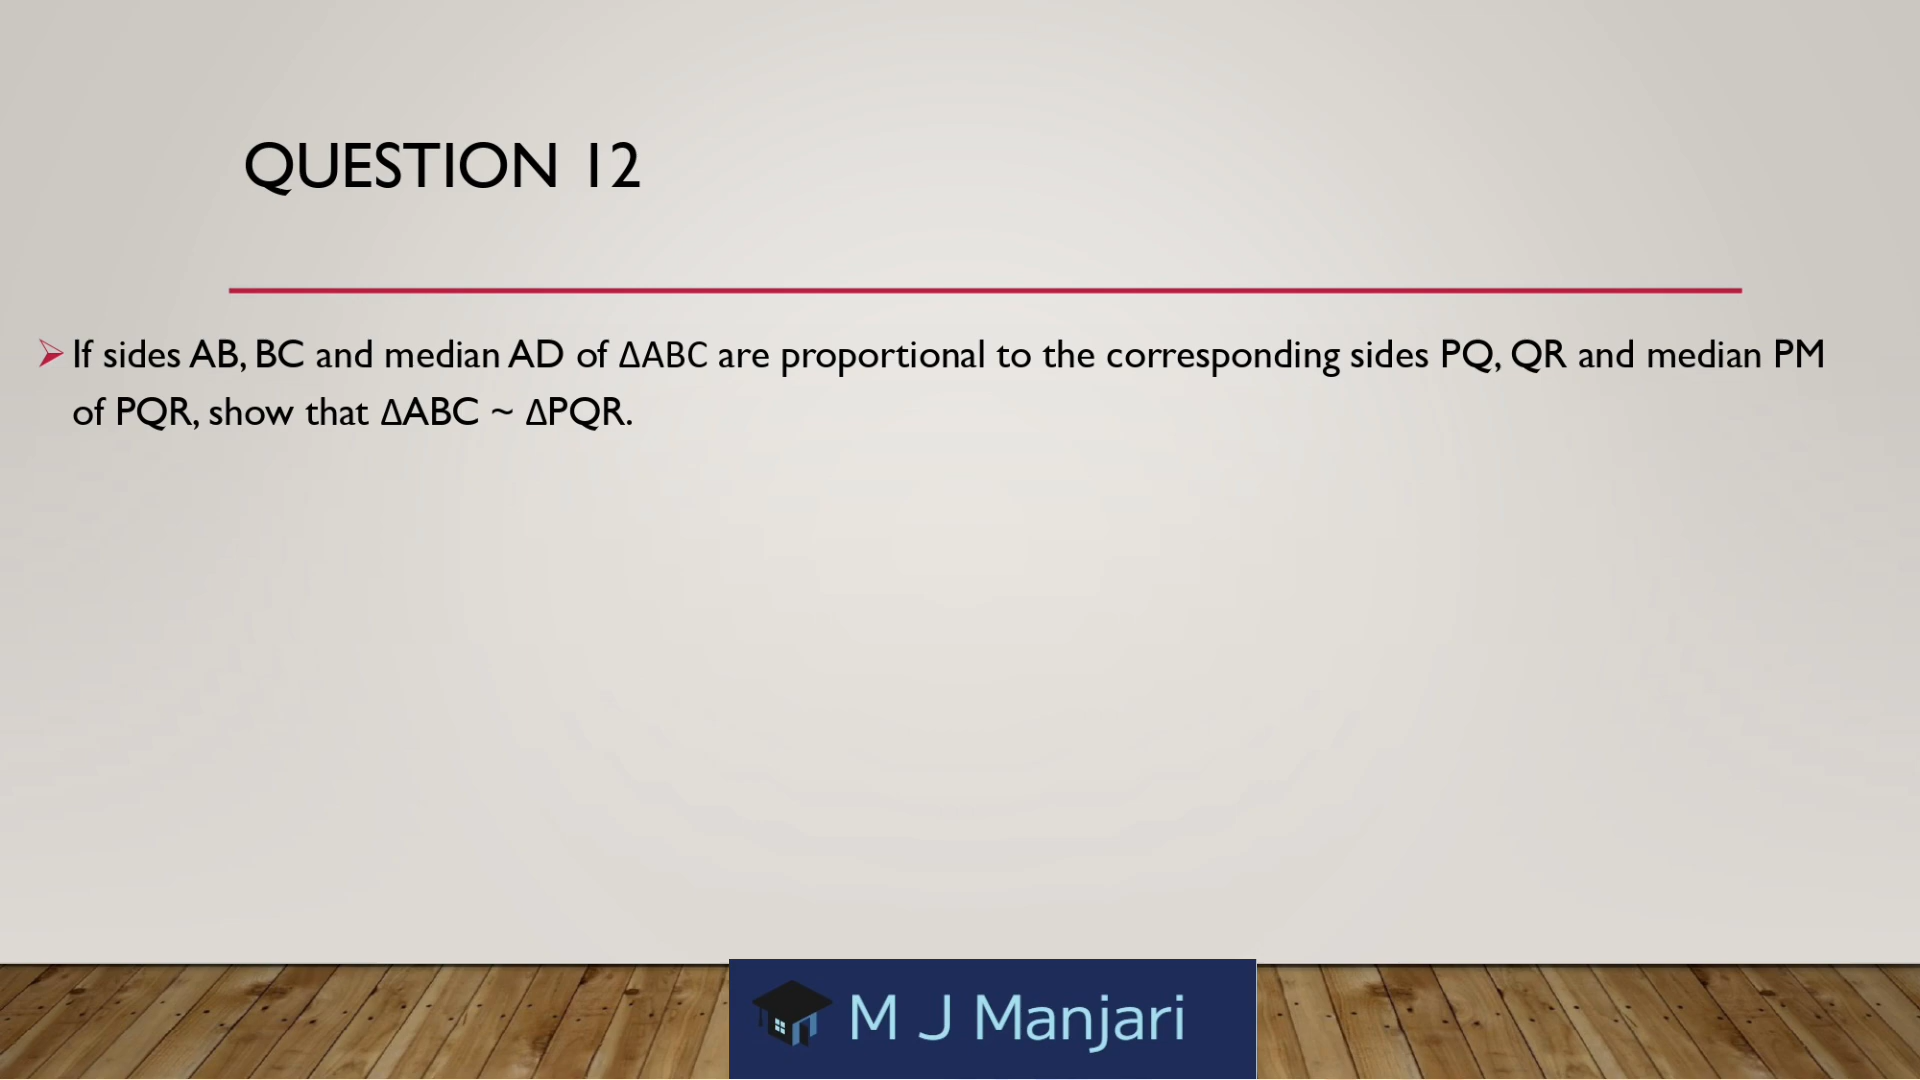 QUESTION 12
If sides AB, BC and median AD of ΔABC are proportional to the corresponding sides PQ, QR and median PM
of PQR, show that ΔABC ~ ΔPQR.
M J Manjari